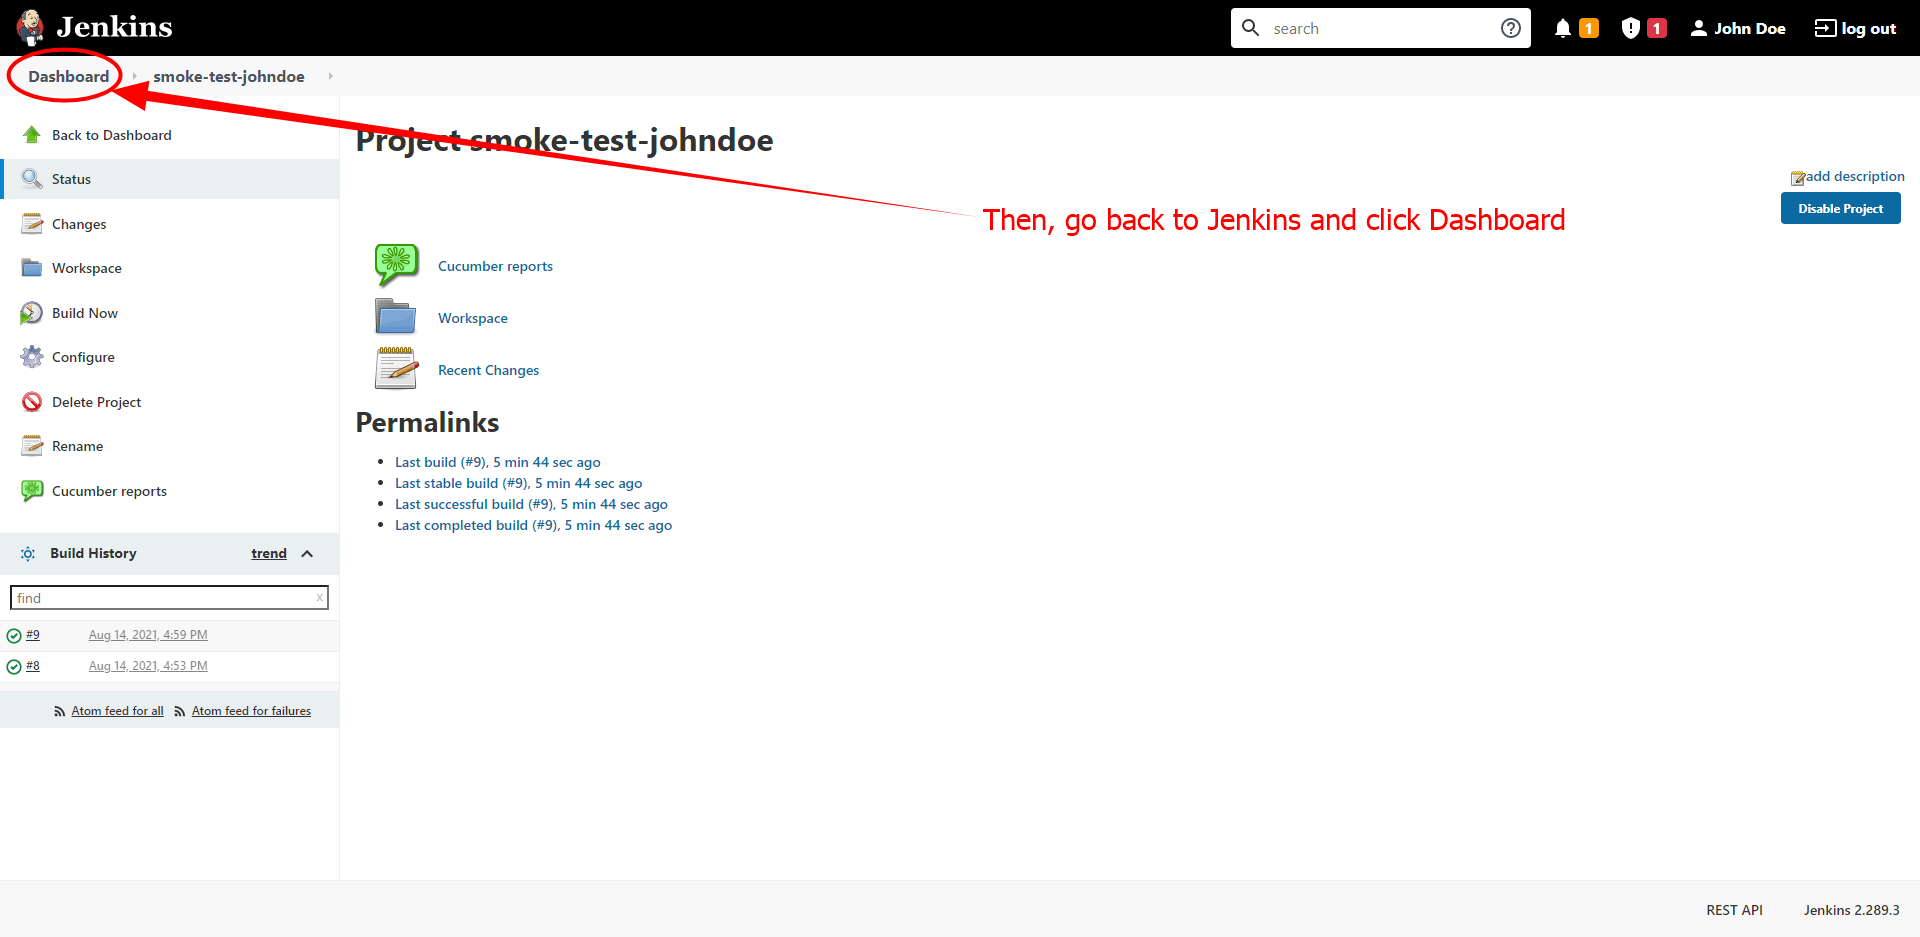 Jenkins
search
1
1
John Doe
log out
Dashboard
smoke-test-johndoe
Back to Dashboard
Status
Changes
Workspace
Build Now
Configure
Delete Project
Rename
Cucumber reports
Build History
trend
find
x
#9 Aug 14, 2021, 4:59 PM
#8 Aug 14, 2021, 4:53 PM
Atom feed for all
Atom feed for failures
Project smoke-test-johndoe
add description
Disable Project
Then, go back to Jenkins and click Dashboard
Cucumber reports
Workspace
Recent Changes
Permalinks
Last build (#9), 5 min 44 sec ago
Last stable build (#9), 5 min 44 sec ago
Last successful build (#9), 5 min 44 sec ago
Last completed build (#9), 5 min 44 sec ago
REST API
Jenkins 2.289.3